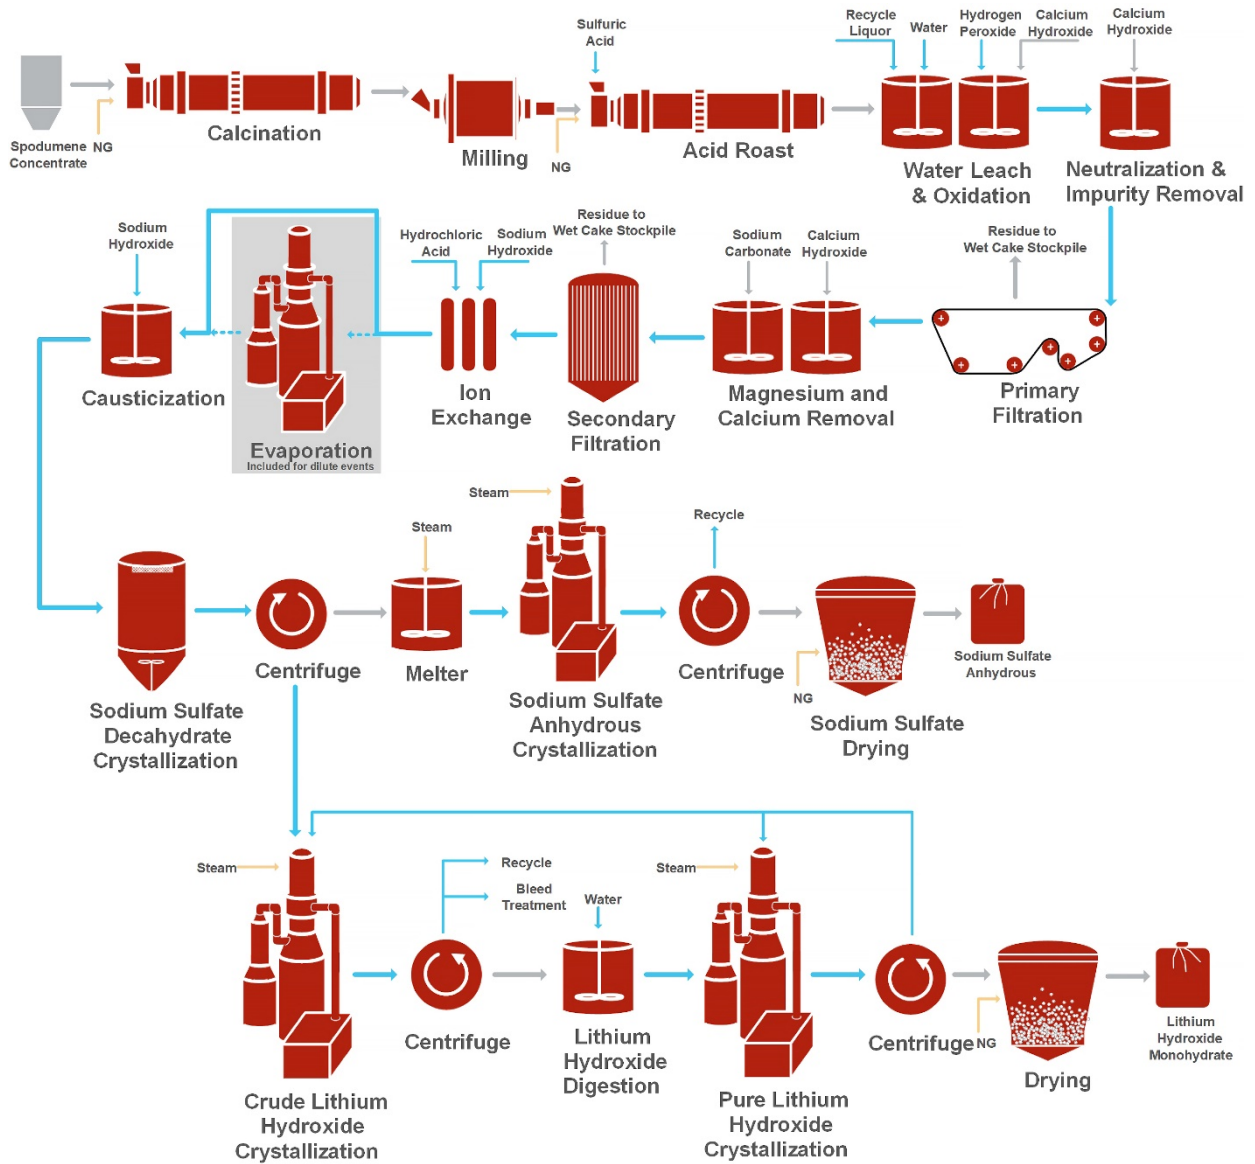 Spodumene
Concentrate
NG
Calcination
Milling
NG
Sulfuric
Acid
Acid Roast
Recycle
Liquor
Water
Hydrogen
Peroxide
Calcium
Hydroxide
Water Leach
& Oxidation
Calcium
Hydroxide
Neutralization &
Impurity Removal
Residue to
Wet Cake Stockpile
Primary
Filtration
Sodium
Carbonate
Calcium
Hydroxide
Magnesium and
Calcium Removal
Residue to
Wet Cake Stockpile
Secondary
Filtration
Hydrochloric
Acid
Sodium
Hydroxide
Ion
Exchange
Evaporation
Included for dilute events
Sodium
Hydroxide
Causticization
Sodium Sulfate
Decahydrate
Crystallization
Centrifuge
Steam
Melter
Steam
Sodium Sulfate
Anhydrous
Crystallization
Recycle
Centrifuge
NG
Sodium Sulfate
Drying
Sodium Sulfate
Anhydrous
Steam
Crude Lithium
Hydroxide
Crystallization
Recycle
Bleed
Treatment
Centrifuge
Water
Lithium
Hydroxide
Digestion
Steam
Pure Lithium
Hydroxide
Crystallization
Centrifuge
NG
Drying
Lithium
Hydroxide
Monohydrate